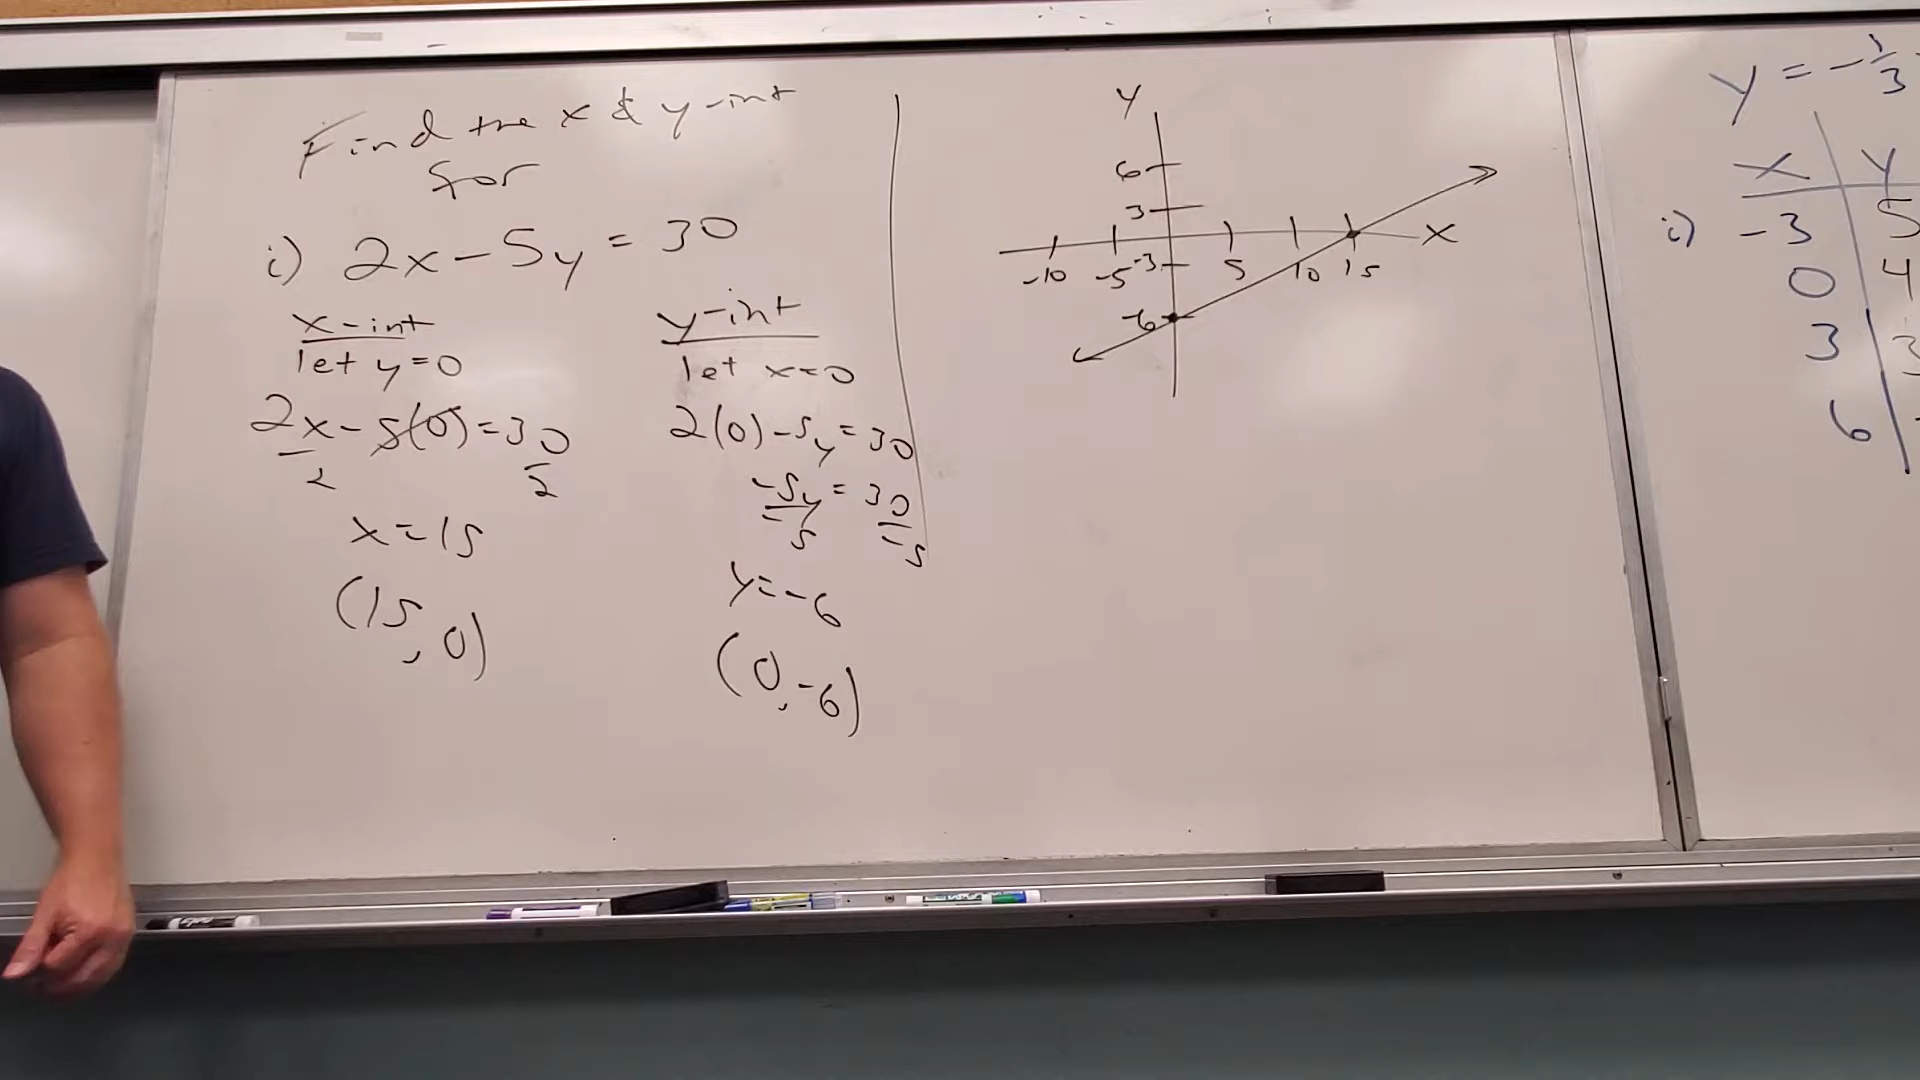 Find the x & y-int
for
i) 2x - 5y = 30
x-int
let y=0
2x - 5(0) = 30
2 2
x = 15
(15, 0)
y-int
let x=0
2(0) - 5y = 30
-5y = 30
-5 -5
y = -6
(0, -6)
y
6
3
-10 -5 -3 5 10 15 x
-6
y = -1/3
x y
i) -3 5
0 4
3 3
6